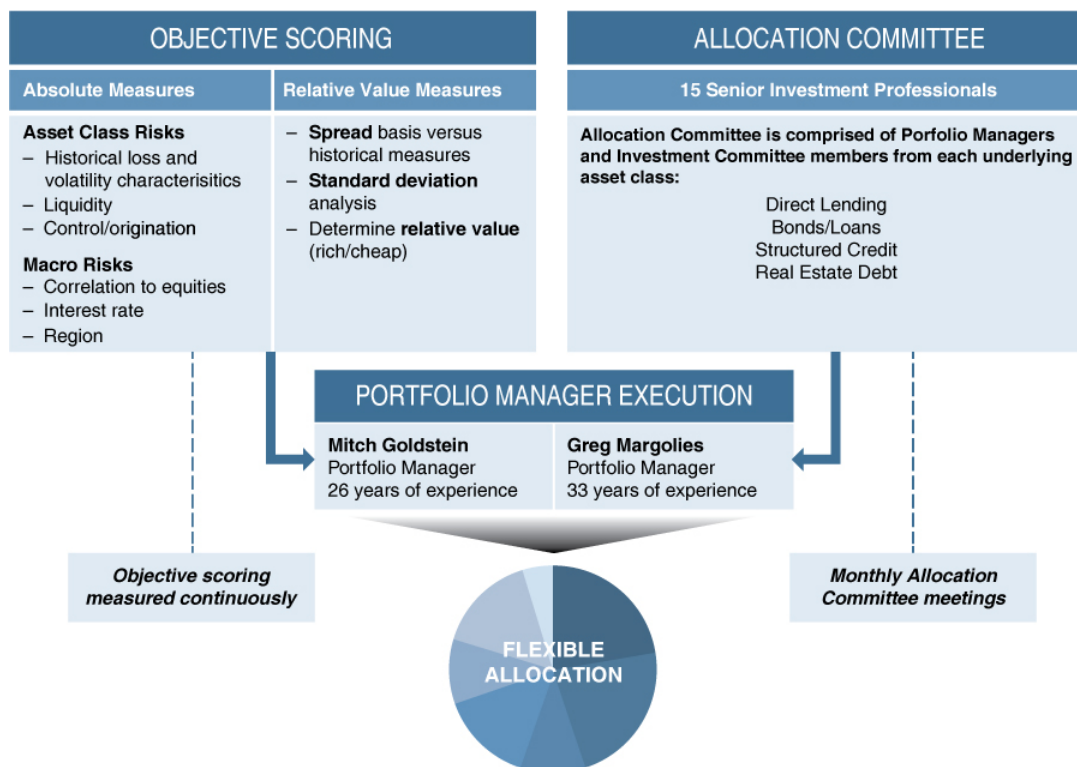 OBJECTIVE SCORING
Absolute Measures
Asset Class Risks
– Historical loss and
volatility characterisitics
– Liquidity
– Control/origination
Macro Risks
– Correlation to equities
– Interest rate
– Region
Relative Value Measures
– Spread basis versus
historical measures
– Standard deviation
analysis
– Determine relative value
(rich/cheap)
ALLOCATION COMMITTEE
15 Senior Investment Professionals
Allocation Committee is comprised of Porfolio Managers
and Investment Committee members from each underlying
asset class:
Direct Lending
Bonds/Loans
Structured Credit
Real Estate Debt
PORTFOLIO MANAGER EXECUTION
Mitch Goldstein
Portfolio Manager
26 years of experience
Greg Margolies
Portfolio Manager
33 years of experience
Objective scoring
measured continuously
Monthly Allocation
Committee meetings
FLEXIBLE
ALLOCATION